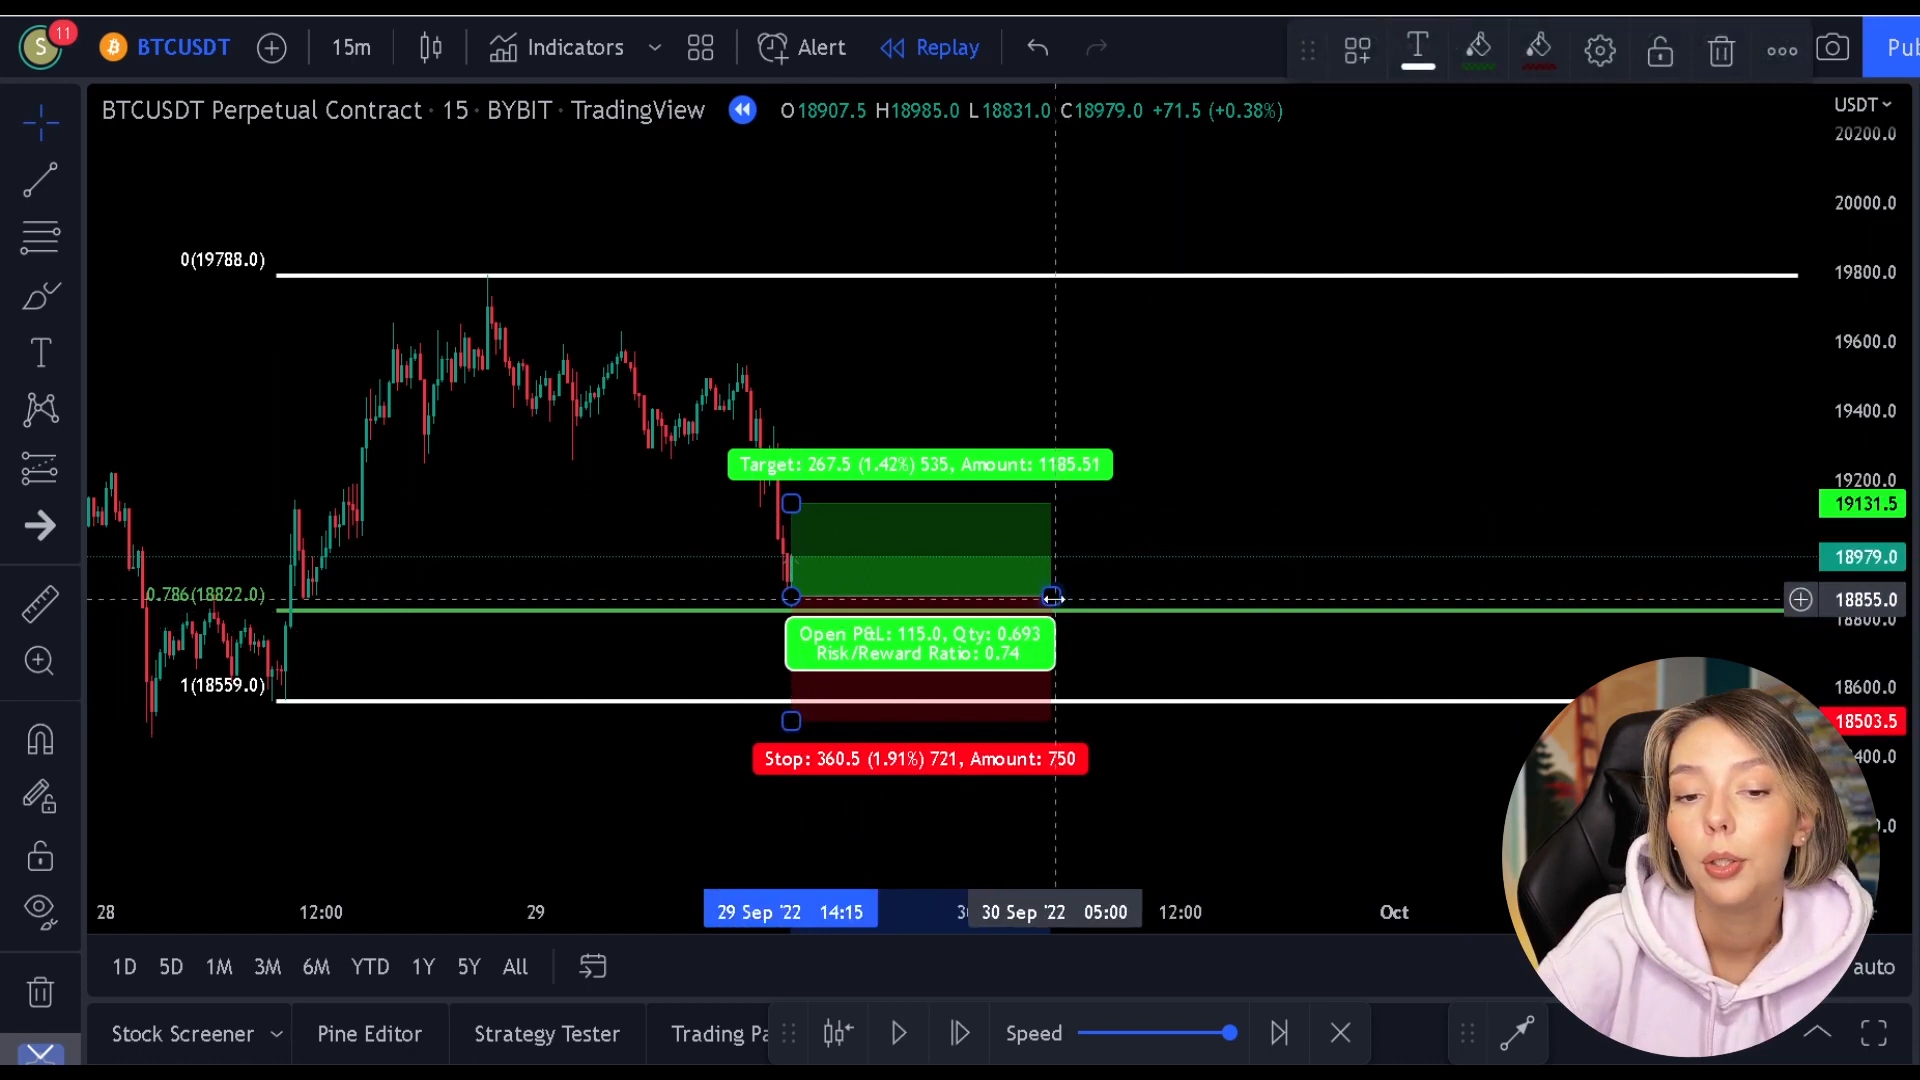 S 11 BTCUSDT 15m Indicators Alert Replay Pub
BTCUSDT Perpetual Contract · 15 · BYBIT · TradingView O18907.5 H18985.0 L18831.0 C18979.0 +71.5 (+0.38%)
USDT
20200.0
20000.0
0(19788.0)
19800.0
19600.0
19400.0
Target: 267.5 (1.42%) 535, Amount: 1185.51
19200.0
19131.5
18979.0
0.786(18822.0)
18855.0
18800.0
Open P&L: 115.0, Qty: 0.693
Risk/Reward Ratio: 0.74
1(18559.0)
18600.0
18503.5
Stop: 360.5 (1.91%) 721, Amount: 750
28 12:00 29 29 Sep '22 14:15 30 Sep '22 05:00 12:00 Oct
1D 5D 1M 3M 6M YTD 1Y 5Y All auto
Stock Screener Pine Editor Strategy Tester Trading Pa Speed